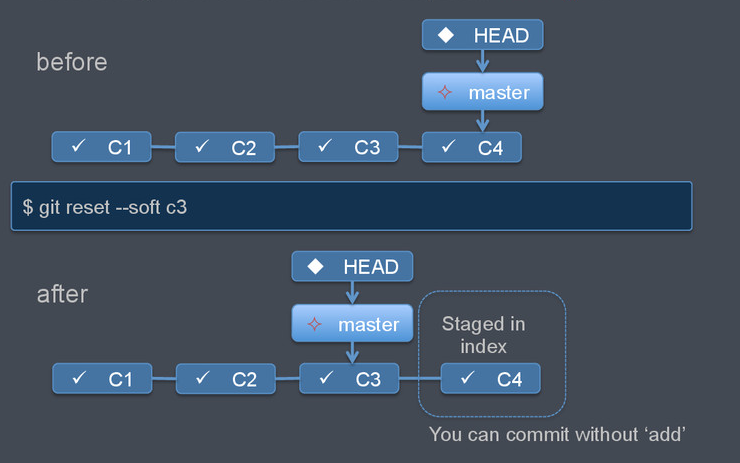 HEAD
before
master
C1 C2 C3 C4
$ git reset --soft c3
HEAD
after
master
Staged in
index
C1 C2 C3 C4
You can commit without ‘add’